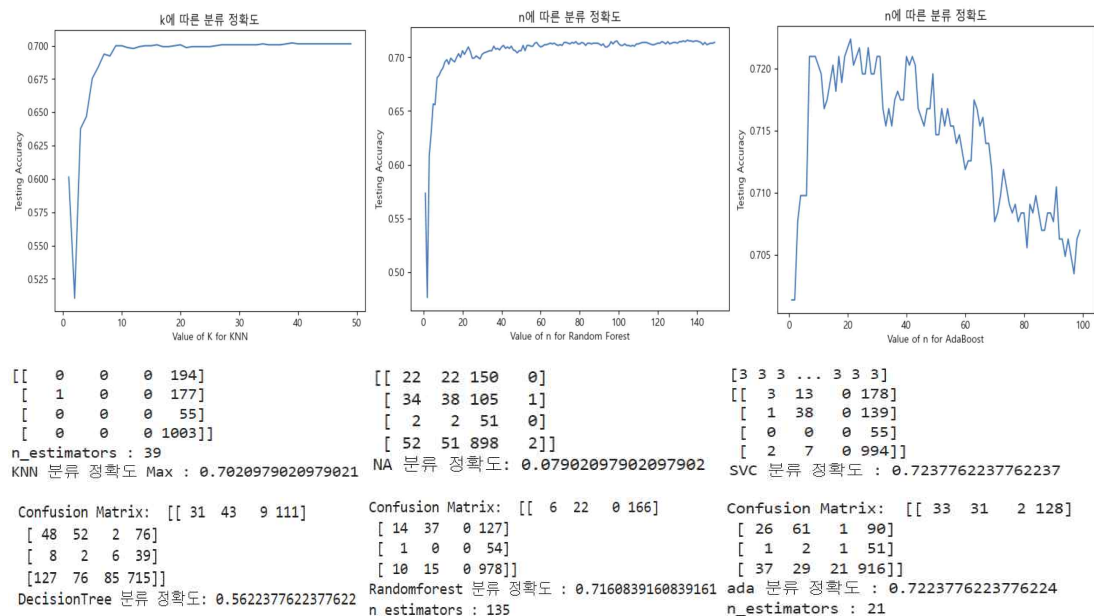 k에 따른 분류 정확도
Testing Accuracy
0.700
0.675
0.650
0.625
0.600
0.575
0.550
0.525
0 10 20 30 40 50
Value of K for KNN
n에 따른 분류 정확도
Testing Accuracy
0.70
0.65
0.60
0.55
0.50
0 20 40 60 80 100 120 140
Value of n for Random Forest
n에 따른 분류 정확도
Testing Accuracy
0.720
0.715
0.710
0.705
0 20 40 60 80 100
Value of n for AdaBoost
[[ 0 0 0 194]
[ 1 0 0 177]
[ 0 0 0 55]
[ 0 0 0 1003]]
n_estimators : 39
KNN 분류 정확도 Max : 0.7020979020979021
[[ 22 22 150 0]
[ 34 38 105 1]
[ 2 2 51 0]
[ 52 51 898 2]]
NA 분류 정확도: 0.07902097902097902
[3 3 3 ... 3 3 3]
[[ 3 13 0 178]
[ 1 38 0 139]
[ 0 0 0 55]
[ 2 7 0 994]]
SVC 분류 정확도 : 0.7237762237762237
Confusion Matrix: [[ 31 43 9 111]
[ 48 52 2 76]
[ 8 2 6 39]
[127 76 85 715]]
DecisionTree 분류 정확도: 0.5622377622377622
Confusion Matrix: [[ 6 22 0 166]
[ 14 37 0 127]
[ 1 0 0 54]
[ 10 15 0 978]]
Randomforest 분류 정확도 : 0.7160839160839161
n_estimators : 135
Confusion Matrix: [[ 33 31 2 128]
[ 26 61 1 90]
[ 1 2 1 51]
[ 37 29 21 916]]
ada 분류 정확도 : 0.7223776223776224
n_estimators : 21